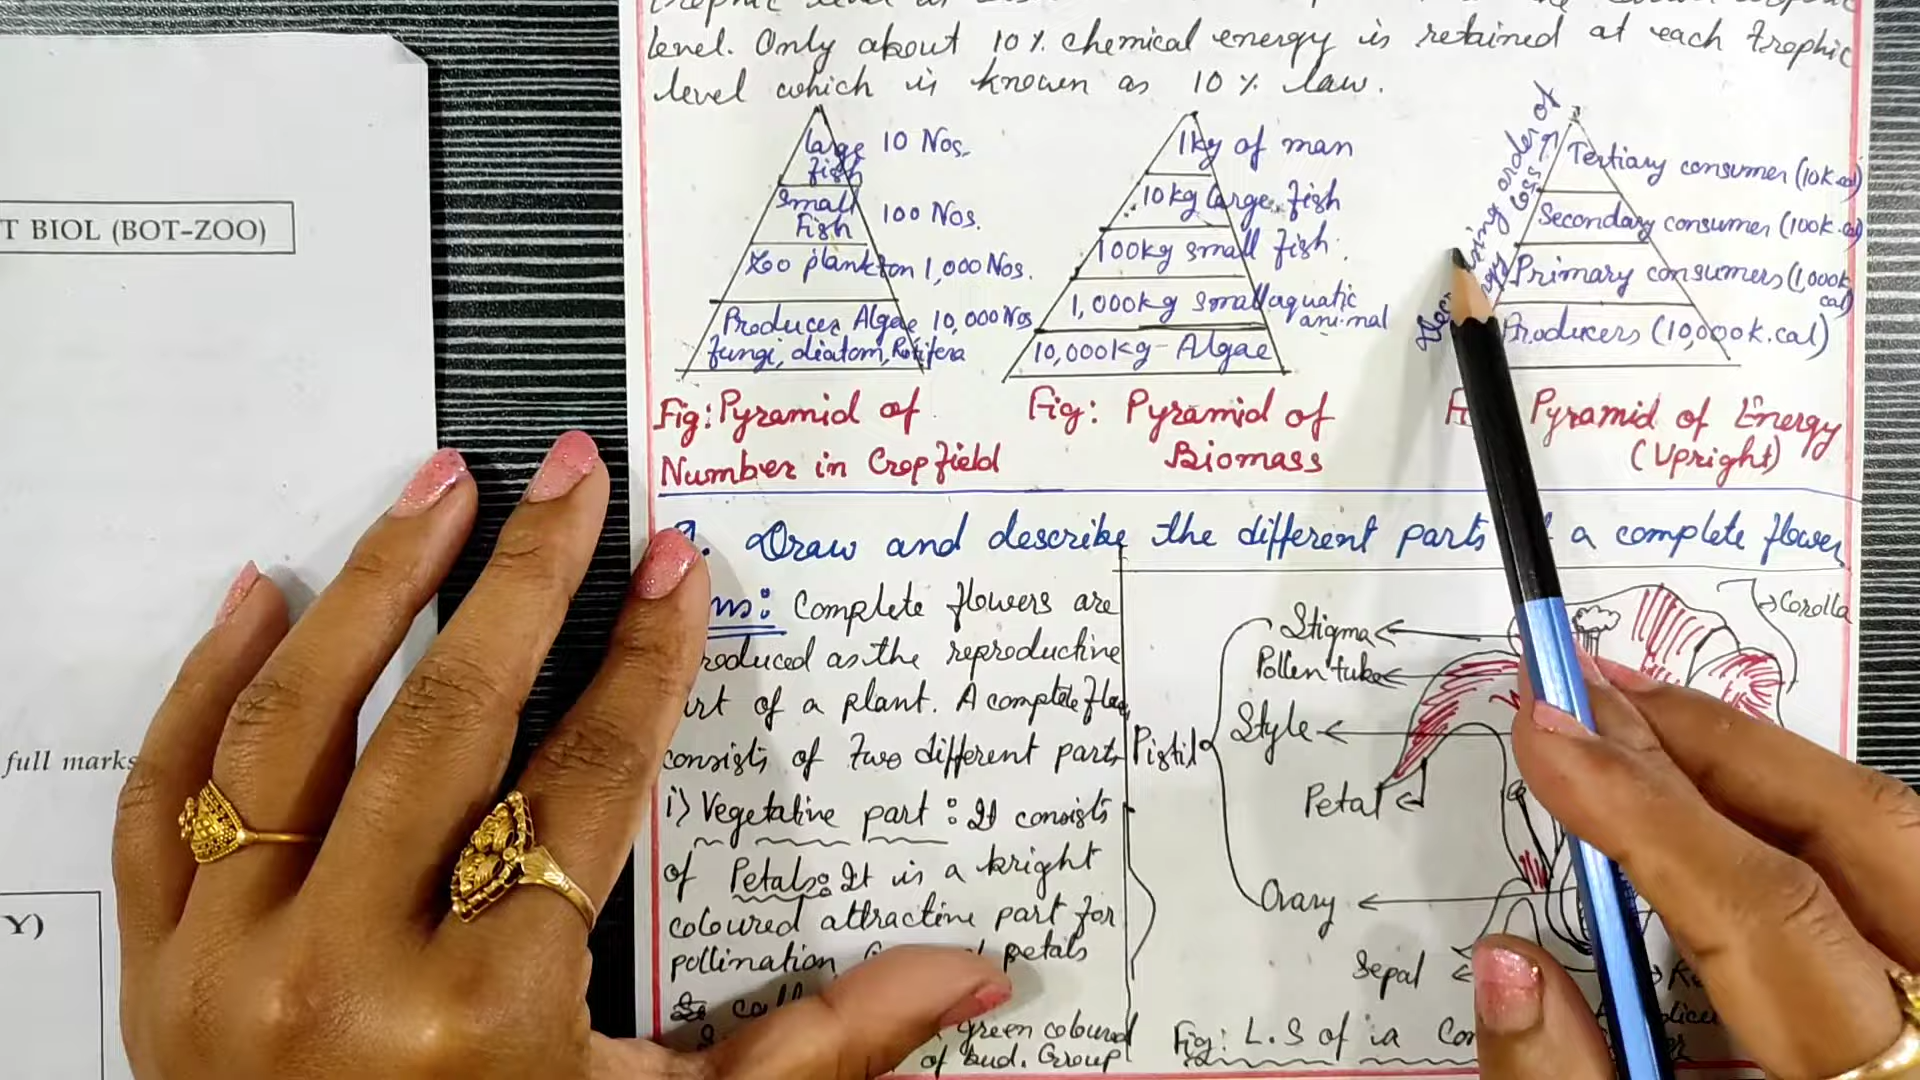 level. Only about 10% chemical energy is retained at each trophic
level which is known as 10% law.
large fish 10 Nos.
Small Fish 100 Nos.
Zoo plankton 1,000 Nos.
Producer Algae 10,000 Nos
fungi, diatom, Rotifera
Fig: Pyramid of
Number in Cropfield
1kg of man
10kg large fish
100kg small fish.
1,000kg small aquatic animal
10,000kg - Algae
Fig: Pyramid of
Biomass
order of
loss
Tertiary consumer (10K.cal)
Secondary consumer (100k.cal)
Primary consumers (1,000k cal)
Producers (10,000k.cal)
Pyramid of Energy
(Upright)
T BIOL (BOT-ZOO)
full marks
Y)
Draw and describe the different parts a complete flower
Complete flowers are
as the reproductive
of a plant. A complete
consists of two different parts
i) Vegetative part: It consists
of Petals: It is a bright
coloured attractive part for
pollination petals
green coloured
of bud. Group
Corolla
Stigma
Pollen tube
Style
Pistil
Petal
Ovary
Sepal
Fig: L.S of a